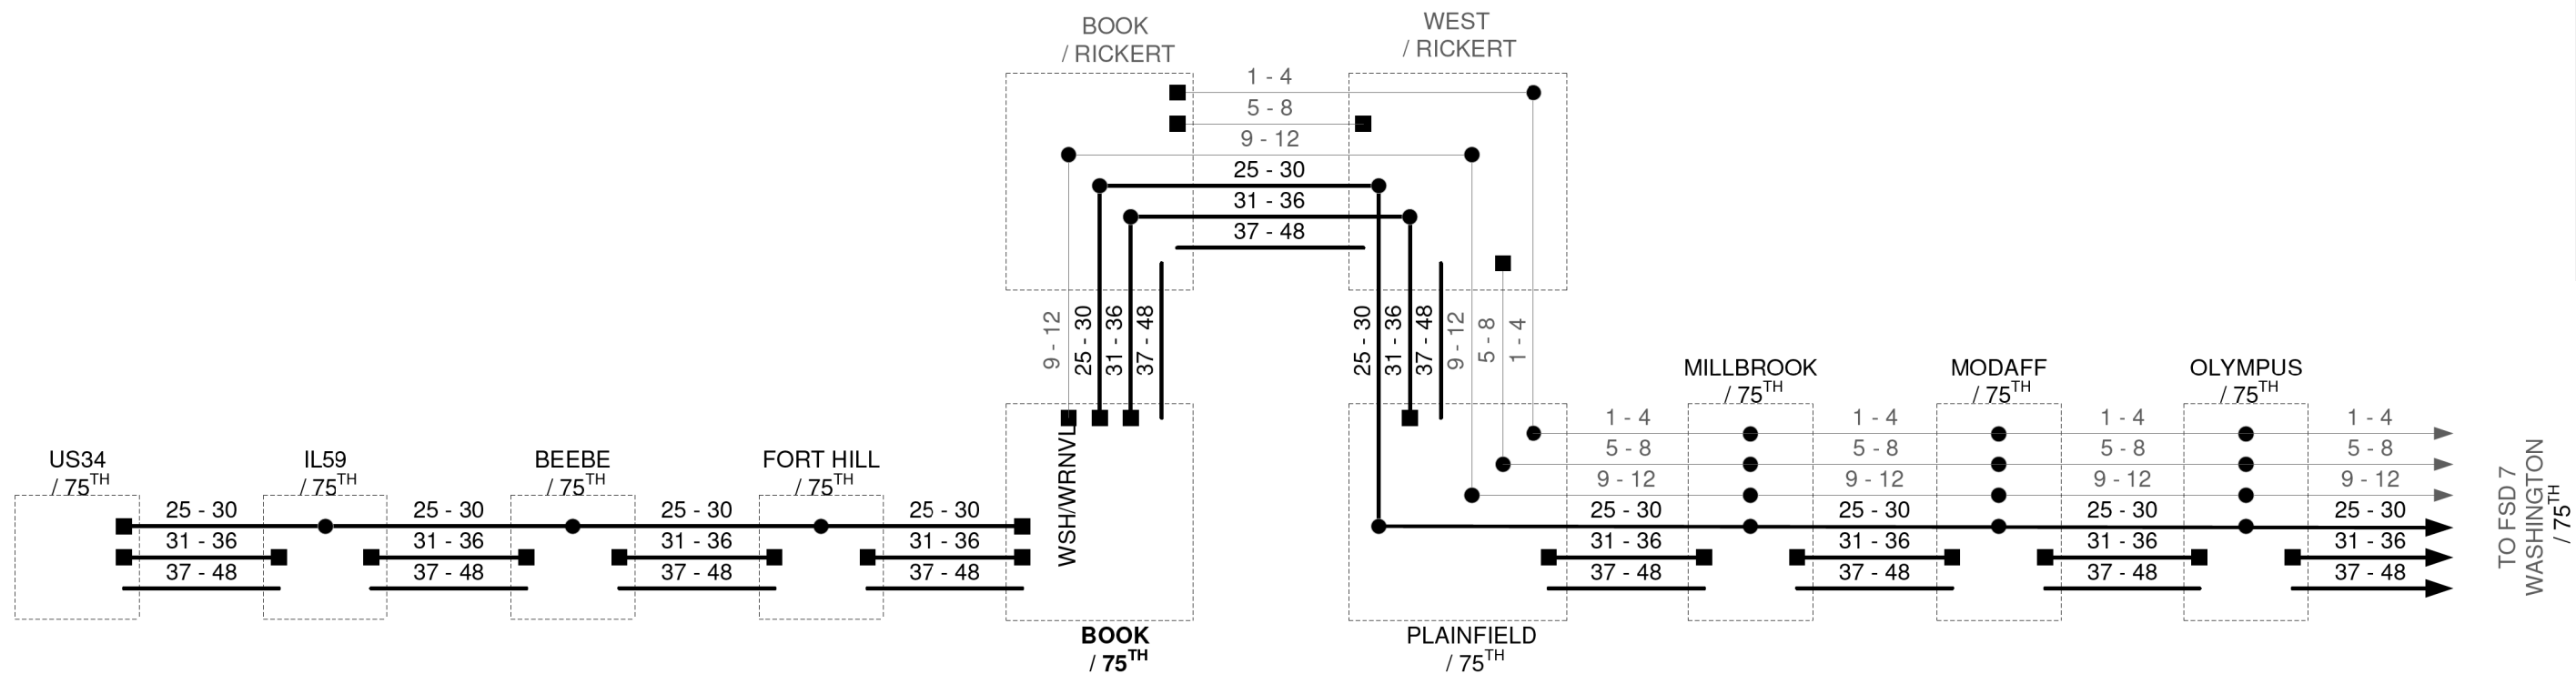 BOOK
/ RICKERT
WEST
/ RICKERT
1 - 4
5 - 8
9 - 12
25 - 30
31 - 36
37 - 48
9 - 12
25 - 30
31 - 36
37 - 48
25 - 30
31 - 36
37 - 48
9 - 12
5 - 8
1 - 4
US34
/ 75TH
IL59
/ 75TH
BEEBE
/ 75TH
FORT HILL
/ 75TH
25 - 30
31 - 36
37 - 48
25 - 30
31 - 36
37 - 48
25 - 30
31 - 36
37 - 48
25 - 30
31 - 36
37 - 48
WSH/WRNVL
BOOK
/ 75TH
PLAINFIELD
/ 75TH
MILLBROOK
/ 75TH
MODAFF
/ 75TH
OLYMPUS
/ 75TH
1 - 4
5 - 8
9 - 12
25 - 30
31 - 36
37 - 48
1 - 4
5 - 8
9 - 12
25 - 30
31 - 36
37 - 48
1 - 4
5 - 8
9 - 12
25 - 30
31 - 36
37 - 48
1 - 4
5 - 8
9 - 12
25 - 30
31 - 36
37 - 48
TO FSD 7
WASHINGTON
/ 75TH